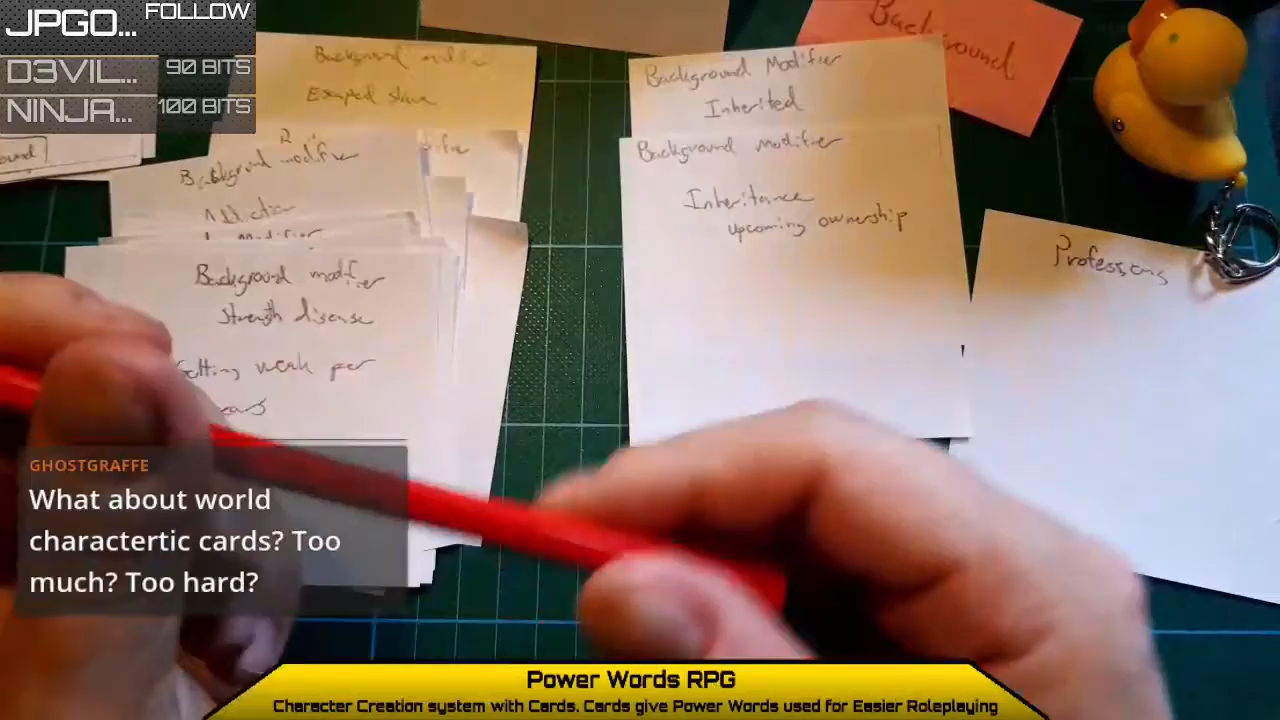 JPGO... FOLLOW
D3VIL... 90 BITS
NINJA... 100 BITS
Background modifier
Escaped slave
Background modifier
Addiction
Modifier
Background modifier
Strength disease
Getting weak per
Background Modifier
Inherited
Background modifier
Inheritance
upcoming ownership
Background
Professions
GHOSTGRAFFE
What about world
charactertic cards? Too
much? Too hard?
Power Words RPG
Character Creation system with Cards. Cards give Power Words used for Easier Roleplaying